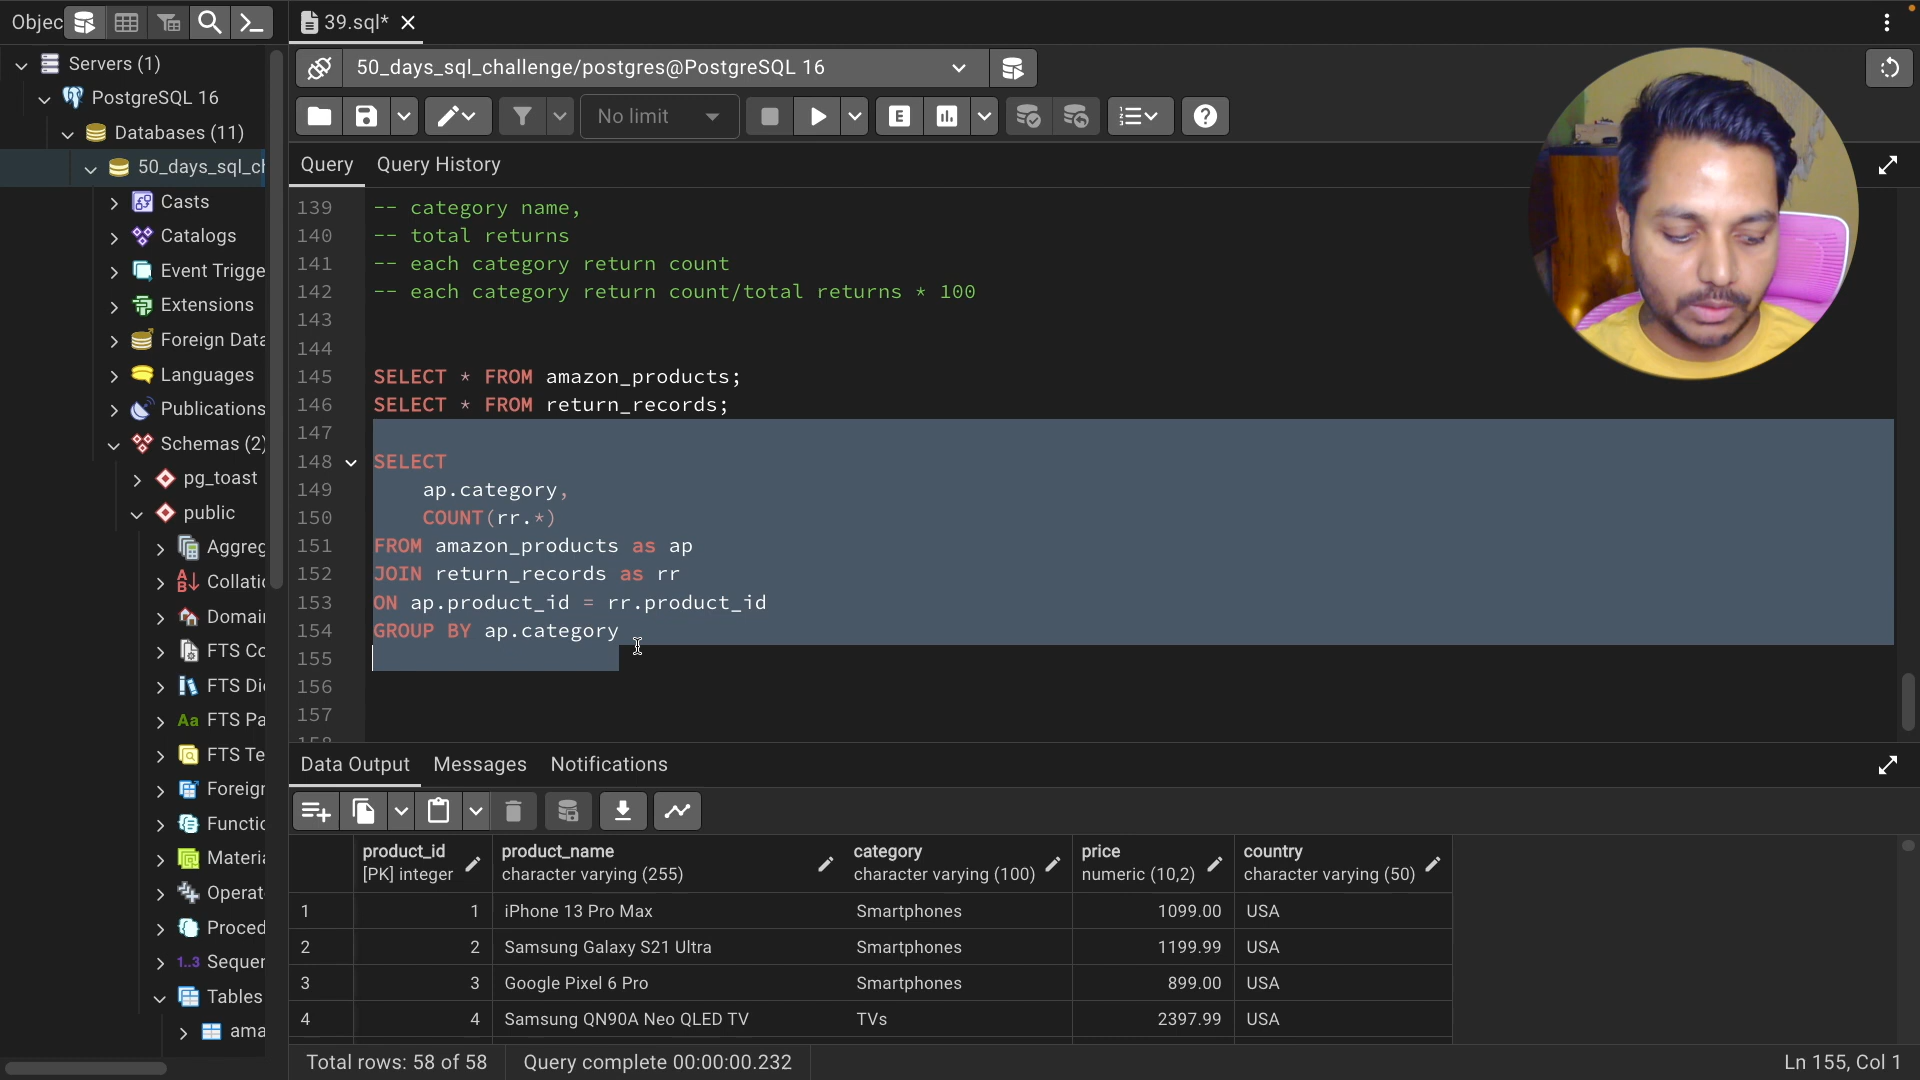 Objec
39.sql*
Servers (1)
PostgreSQL 16
Databases (11)
50_days_sql_cl
Casts
Catalogs
Event Trigge
Extensions
Foreign Data
Languages
Publications
Schemas (2)
pg_toast
public
Aggreg
Collatic
Domai
FTS Co
FTS Di
Aa FTS Pa
FTS Te
Foreigr
Functic
Materia
Operat
Proced
1..3 Sequer
Tables
ama
50_days_sql_challenge/postgres@PostgreSQL 16
No limit
E
Query Query History
139 -- category name,
140 -- total returns
141 -- each category return count
142 -- each category return count/total returns * 100
143
144
145 SELECT * FROM amazon_products;
146 SELECT * FROM return_records;
147
148 SELECT
149 ap.category,
150 COUNT(rr.*)
151 FROM amazon_products as ap
152 JOIN return_records as rr
153 ON ap.product_id = rr.product_id
154 GROUP BY ap.category
155
156
157
Data Output Messages Notifications
product_id product_name category price country
[PK] integer character varying (255) character varying (100) numeric (10,2) character varying (50)
1 1 iPhone 13 Pro Max Smartphones 1099.00 USA
2 2 Samsung Galaxy S21 Ultra Smartphones 1199.99 USA
3 3 Google Pixel 6 Pro Smartphones 899.00 USA
4 4 Samsung QN90A Neo QLED TV TVs 2397.99 USA
Total rows: 58 of 58 Query complete 00:00:00.232 Ln 155, Col 1